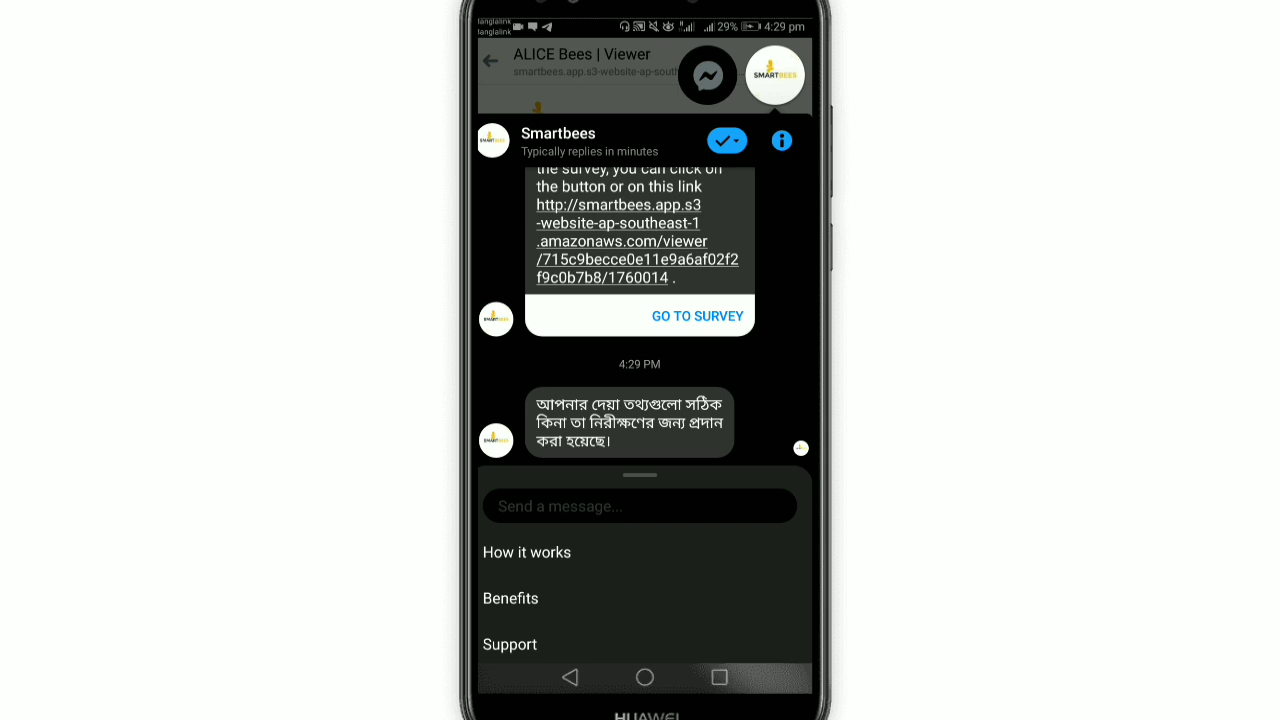 langlalink
langlalink
29%
4:29 pm
ALICE Bees | Viewer
smartbees.app.s3-website-ap-south
SMARTBEES
Smartbees
Typically replies in minutes
the survey, you can click on
the button or on this link
http://smartbees.app.s3
-website-ap-southeast-1
.amazonaws.com/viewer
/715c9becce0e11e9a6af02f2
f9c0b7b8/1760014 .
GO TO SURVEY
4:29 PM
আপনার দেয়া তথ্যগুলো সঠিক
কিনা তা নিরীক্ষণের জন্য প্রদান
করা হয়েছে।
Send a message...
How it works
Benefits
Support
HUAWEI